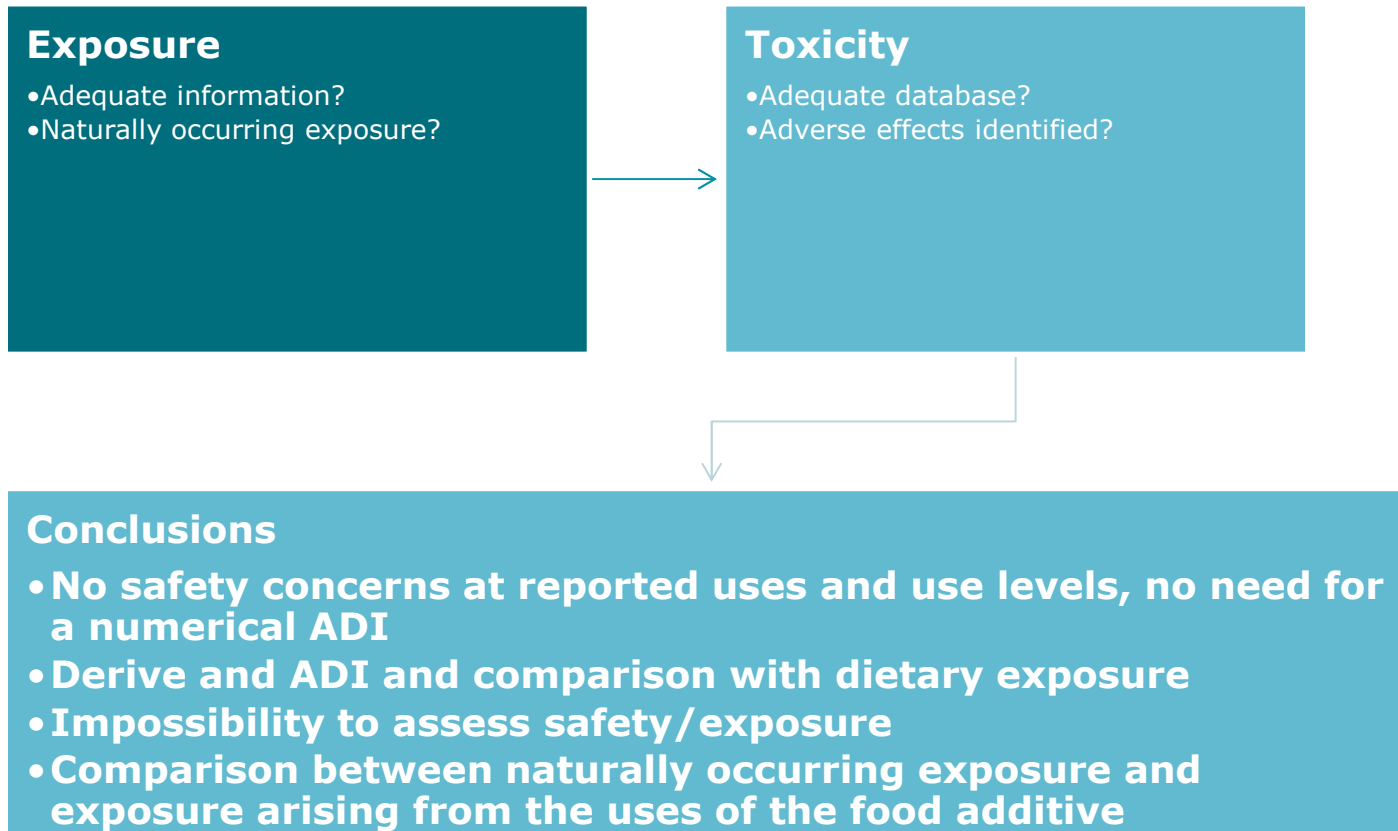 Exposure
•Adequate information?
•Naturally occurring exposure?
Toxicity
•Adequate database?
•Adverse effects identified?
Conclusions
•No safety concerns at reported uses and use levels, no need for
a numerical ADI
•Derive and ADI and comparison with dietary exposure
•Impossibility to assess safety/exposure
•Comparison between naturally occurring exposure and
exposure arising from the uses of the food additive